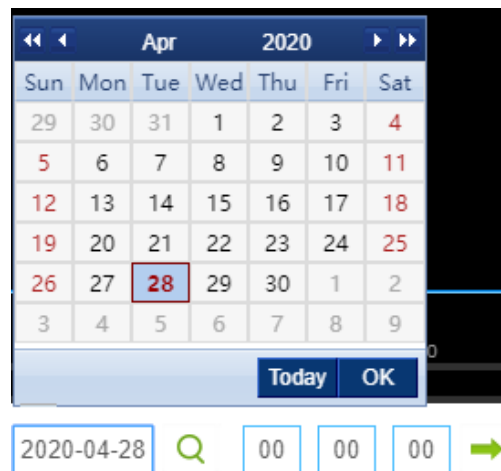 Apr 2020
Sun Mon Tue Wed Thu Fri Sat
29 30 31 1 2 3 4
5 6 7 8 9 10 11
12 13 14 15 16 17 18
19 20 21 22 23 24 25
26 27 28 29 30 1 2
3 4 5 6 7 8 9
0
Today OK
2020-04-28 00 00 00